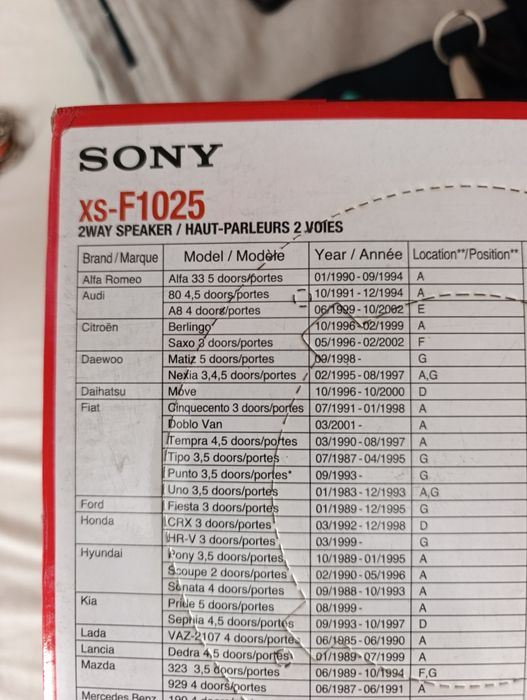 SONY
XS-F1025
2WAY SPEAKER / HAUT-PARLEURS 2 VOIES
Brand / Marque Model / Modèle Year / Année Location**/Position**
Alfa Romeo Alfa 33 5 doors/portes 01/1990 - 09/1994 A
Audi 80 4,5 doors/portes 10/1991 - 12/1994 A
A8 4 doors/portes 06/1999 - 10/2002 E
Citroën Berlingo 10/1996 - 02/1999 A
Saxo 3 doors/portes 05/1996 - 02/2002 F
Daewoo Matiz 5 doors/portes 09/1998 - G
Nexia 3,4,5 doors/portes 02/1995 - 08/1997 A,G
Daihatsu Move 10/1996 - 10/2000 D
Fiat Cinquecento 3 doors/portes 07/1991 - 01/1998 A
Doblo Van 03/2001 - A
Tempra 4,5 doors/portes 03/1990 - 08/1997 A
Tipo 3,5 doors/portes 07/1987 - 04/1995 G
Punto 3,5 doors/portes* 09/1993 - G
Uno 3,5 doors/portes 01/1983 - 12/1993 A,G
Ford Fiesta 3 doors/portes 01/1989 - 12/1995 G
Honda CRX 3 doors/portes 03/1992 - 12/1998 D
HR-V 3 doors/portes 03/1999 - G
Hyundai Pony 3,5 doors/portes 10/1989 - 01/1995 A
Scoupe 2 doors/portes 02/1990 - 05/1996 A
Sonata 4 doors/portes 09/1988 - 10/1993 A
Kia Pride 5 doors/portes 08/1999 - A
Sephia 4,5 doors/portes 09/1993 - 10/1997 D
Lada VAZ-2107 4 doors/portes 06/1985 - 06/1990 A
Lancia Dedra 4,5 doors/portes 01/1989 - 07/1999 A
Mazda 323 3,5 doors/portes 06/1989 - 10/1994 F,G
929 4 doors/portes 06/1987 - 06/1991 A
Mercedes Benz 190 4 doors/portes